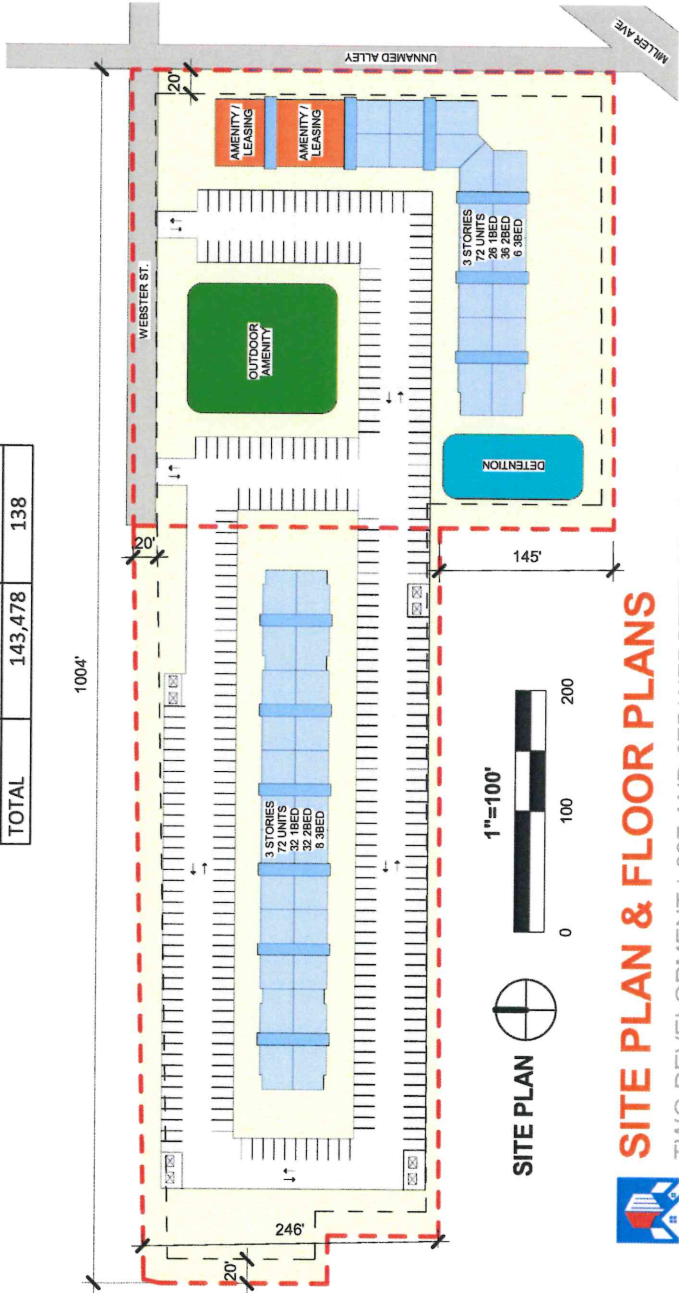 TOTAL 143,478 138
1004'
20'
WEBSTER ST.
UNNAMED ALLEY
MILLER AVE.
AMENITY /
LEASING
AMENITY /
LEASING
OUTDOOR
AMENITY
3 STORIES
72 UNITS
26 1BED
36 2BED
6 3BED
DETENTION
20'
145'
3 STORIES
72 UNITS
32 1BED
32 2BED
8 3BED
246'
20'
SITE PLAN
1"=100'
0 100 200
SITE PLAN & FLOOR PLANS
TWO DEVELOPMENT